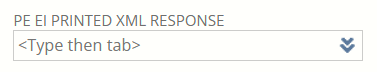 PE EI PRINTED XML RESPONSE
<Type then tab>